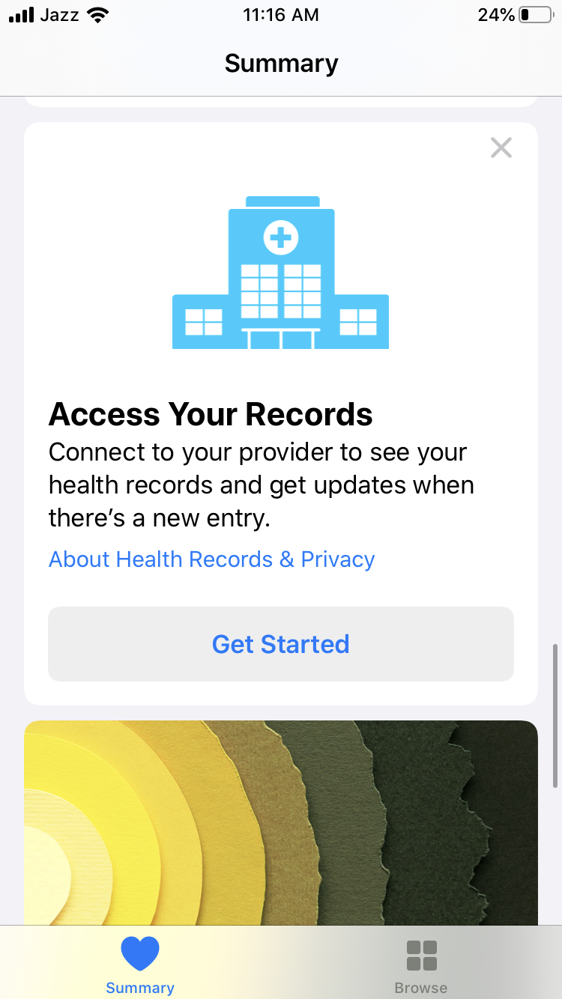 Jazz 11:16 AM 24%
Summary
Access Your Records
Connect to your provider to see your
health records and get updates when
there’s a new entry.
About Health Records & Privacy
Get Started
Summary Browse